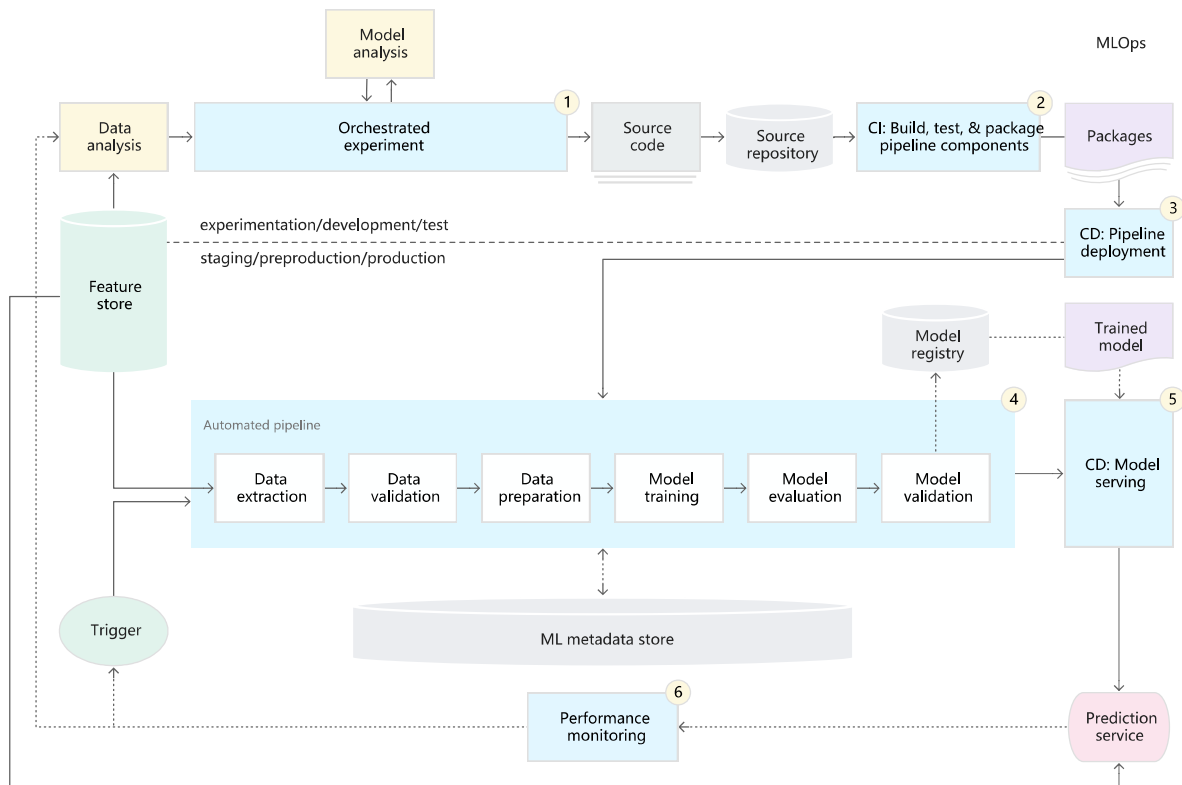 Model
analysis
MLOps
1
2
Data
analysis
Orchestrated
experiment
Source
code
Source
repository
CI: Build, test, & package
pipeline components
Packages
3
experimentation/development/test
staging/preproduction/production
CD: Pipeline
deployment
Feature
store
Model
registry
Trained
model
4
5
Automated pipeline
Data
extraction
Data
validation
Data
preparation
Model
training
Model
evaluation
Model
validation
CD: Model
serving
Trigger
ML metadata store
6
Performance
monitoring
Prediction
service